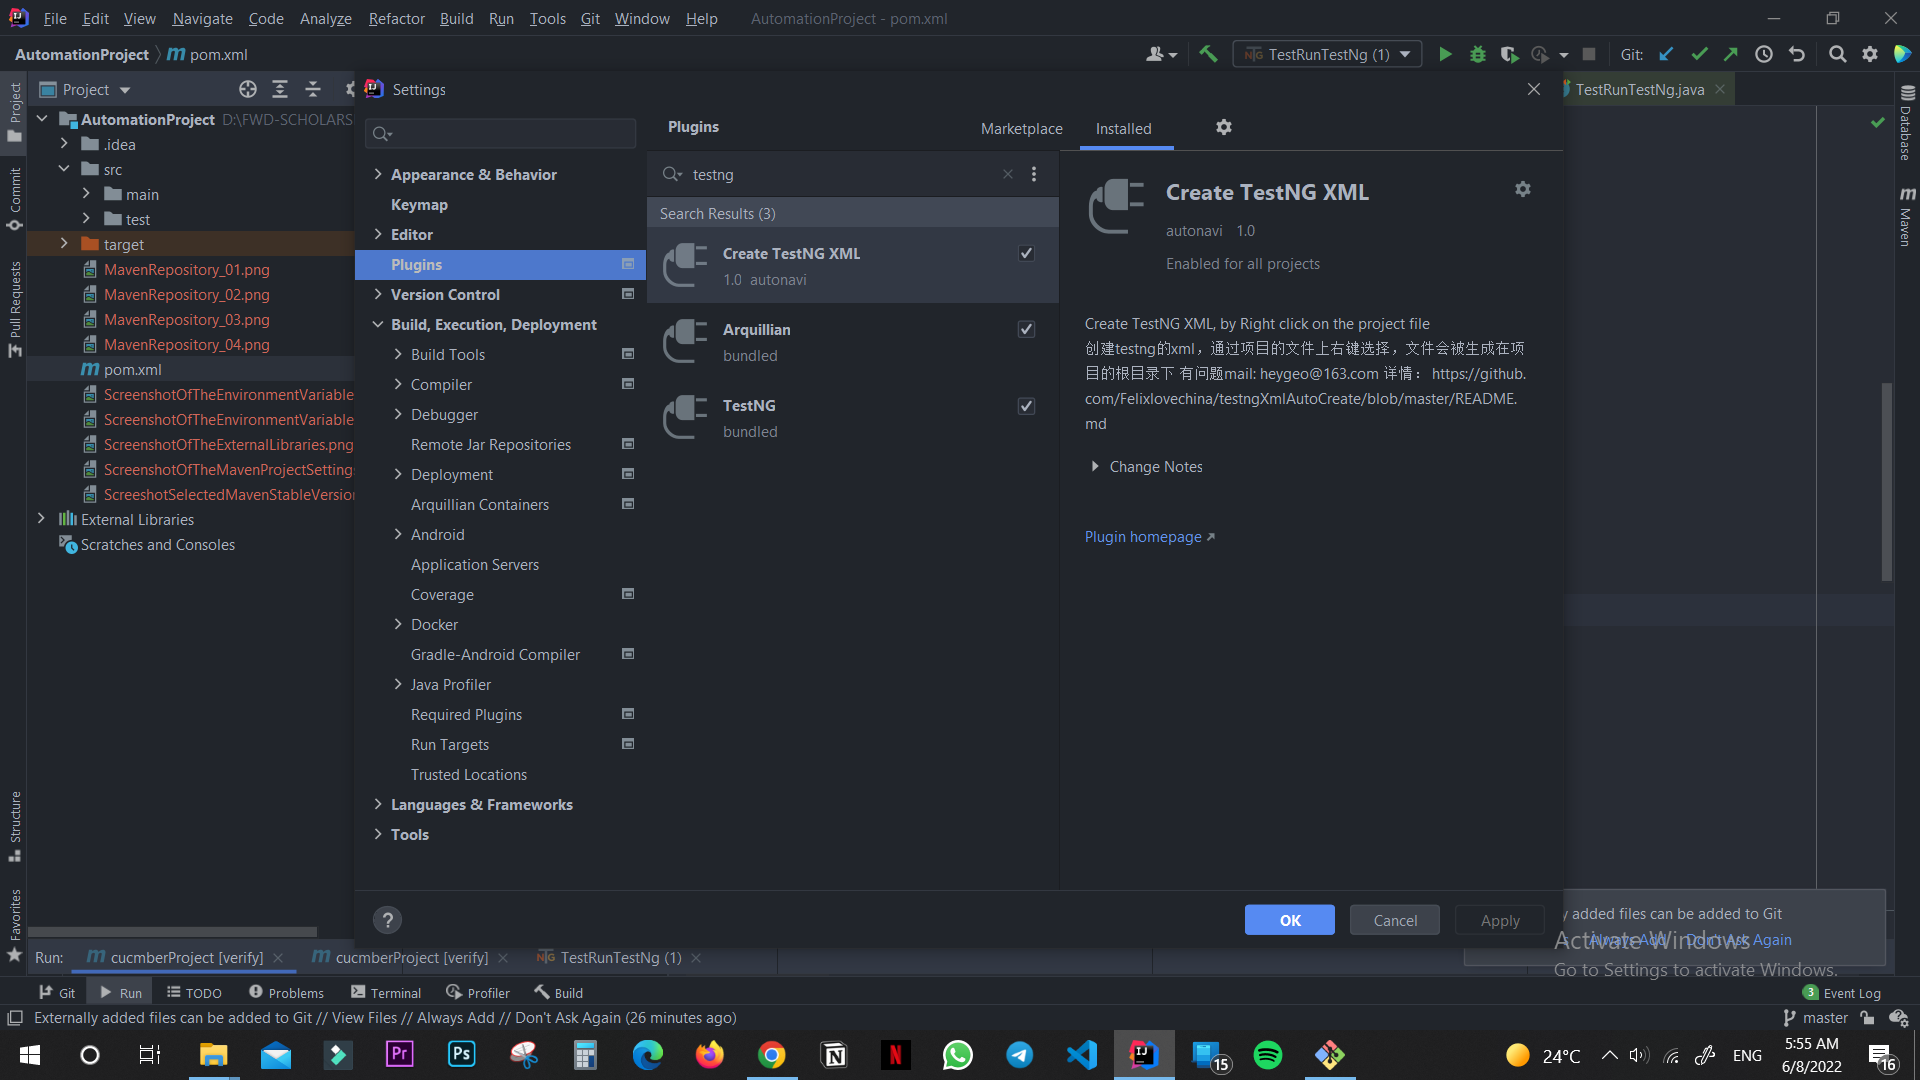 File Edit View Navigate Code Analyze Refactor Build Run Tools Git Window Help AutomationProject - pom.xml
AutomationProject m pom.xml
TestRunTestNg (1)
Git:
Project
Settings
TestRunTestNg.java
AutomationProject D:\FWD-SCHOLARS
.idea
src
main
test
target
MavenRepository_01.png
MavenRepository_02.png
MavenRepository_03.png
MavenRepository_04.png
m pom.xml
ScreenshotOfTheEnvironmentVariable
ScreenshotOfTheEnvironmentVariable
ScreenshotOfTheExternalLibraries.png
ScreenshotOfTheMavenProjectSetting
ScreeshotSelectedMavenStableVersion
External Libraries
Scratches and Consoles
Project
Commit
Pull Requests
Structure
Favorites
Appearance & Behavior
Keymap
Editor
Plugins
Version Control
Build, Execution, Deployment
Build Tools
Compiler
Debugger
Remote Jar Repositories
Deployment
Arquillian Containers
Android
Application Servers
Coverage
Docker
Gradle-Android Compiler
Java Profiler
Required Plugins
Run Targets
Trusted Locations
Languages & Frameworks
Tools
Plugins
Marketplace Installed
testng
Search Results (3)
Create TestNG XML
1.0 autonavi
Arquillian
bundled
TestNG
bundled
Create TestNG XML
autonavi 1.0
Enabled for all projects
Create TestNG XML, by Right click on the project file
创建testng的xml，通过项目的文件上右键选择，文件会被生成在项
目的根目录下 有问题mail: heygeo@163.com 详情： https://github.
com/Felixlovechina/testngXmlAutoCreate/blob/master/README.
md
Change Notes
Plugin homepage
?
OK Cancel Apply
Database
m Maven
y added files can be added to Git
Always Add Don't Ask Again
Activate Windows
Go to Settings to activate Windows.
Run: m cucmberProject [verify] m cucmberProject [verify] TestRunTestNg (1)
Git Run TODO Problems Terminal Profiler Build 3 Event Log
Externally added files can be added to Git // View Files // Always Add // Don't Ask Again (26 minutes ago) master
Pr Ps N N IJ 15
24°C ENG
5:55 AM
6/8/2022
16